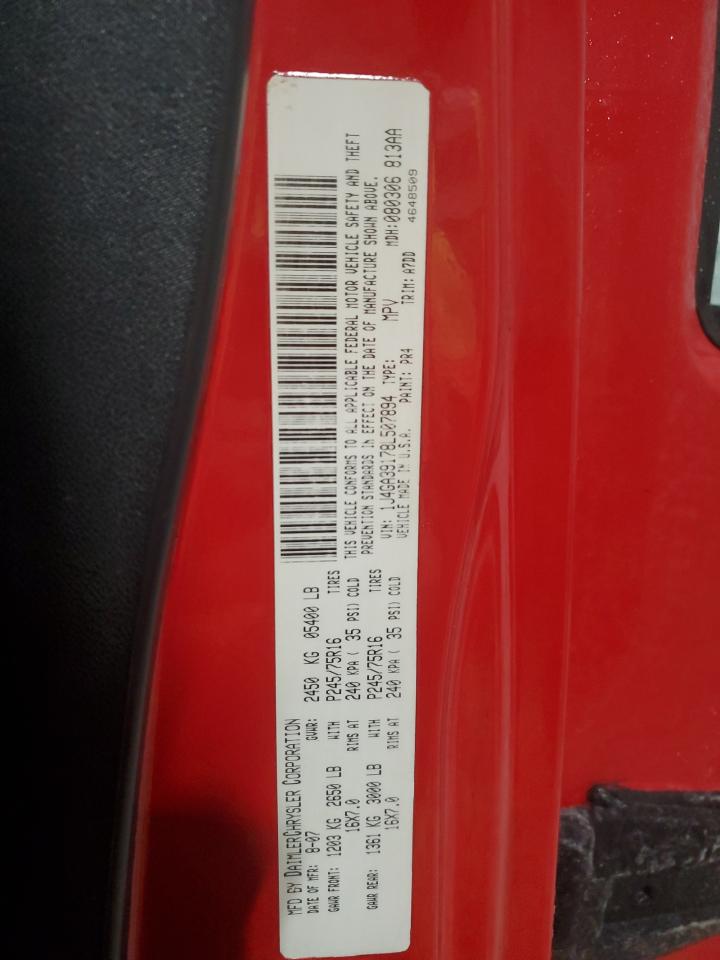 MFD BY DAIMLERCHRYSLER CORPORATION
DATE OF MFR: 8-07 GVWR: 2450 KG 05400 LB
GAWR FRONT: 1203 KG 2650 LB WITH P245/75R16 TIRES
16X7.0 RIMS AT 240 KPA ( 35 PSI) COLD
GAWR REAR: 1361 KG 3000 LB WITH P245/75R16 TIRES
16X7.0 RIMS AT 240 KPA ( 35 PSI) COLD
THIS VEHICLE CONFORMS TO ALL APPLICABLE FEDERAL MOTOR VEHICLE SAFETY AND THEFT
PREVENTION STANDARDS IN EFFECT ON THE DATE OF MANUFACTURE SHOWN ABOVE.
VIN: 1J4GA39178L507894 TYPE: MPV MDH:080306 813AA
VEHICLE MADE IN U.S.A. PAINT: PR4 TRIM: A7DD 4648509